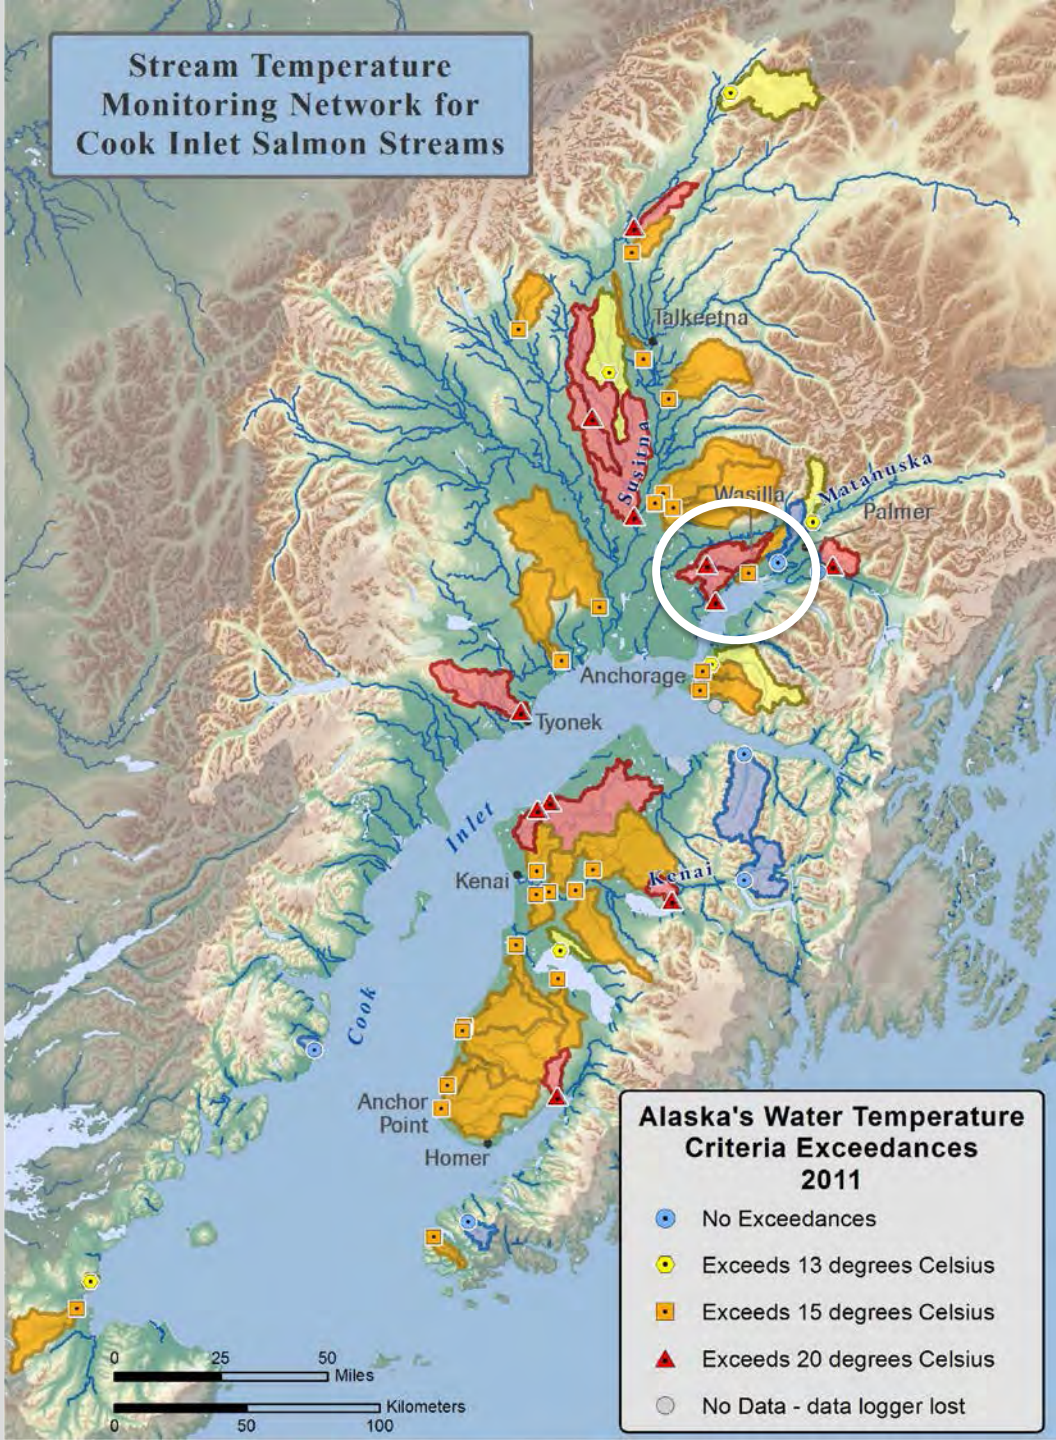 Stream Temperature
Monitoring Network for
Cook Inlet Salmon Streams
Talkeetna
Susitna
Wasilla
Matanuska
Palmer
Anchorage
Tyonek
Inlet
Kenai
Kenai
Cook
Anchor
Point
Homer
Alaska's Water Temperature
Criteria Exceedances
2011
No Exceedances
Exceeds 13 degrees Celsius
Exceeds 15 degrees Celsius
Exceeds 20 degrees Celsius
No Data - data logger lost
0 25 50
Miles
Kilometers
0 50 100